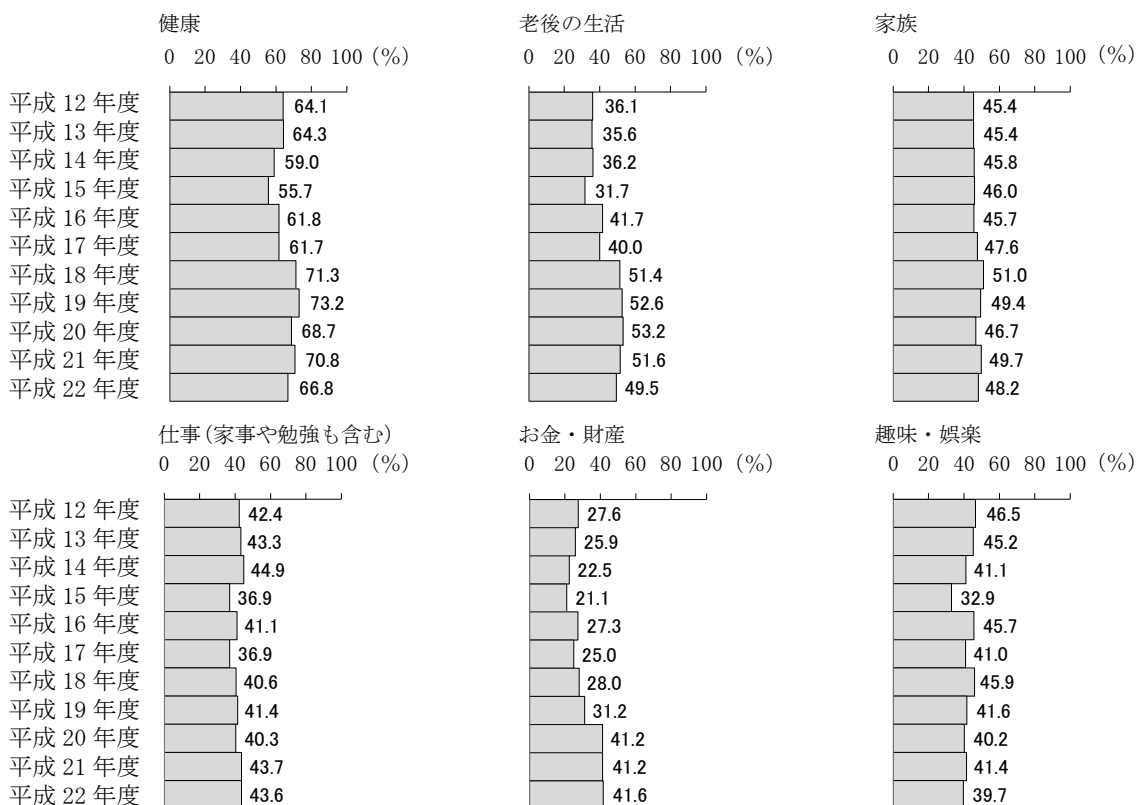 健康 老後の生活 家族
0 20 40 60 80 100 (%) 0 20 40 60 80 100 (%) 0 20 40 60 80 100 (%)
平成 12 年度 64.1 36.1 45.4
平成 13 年度 64.3 35.6 45.4
平成 14 年度 59.0 36.2 45.8
平成 15 年度 55.7 31.7 46.0
平成 16 年度 61.8 41.7 45.7
平成 17 年度 61.7 40.0 47.6
平成 18 年度 71.3 51.4 51.0
平成 19 年度 73.2 52.6 49.4
平成 20 年度 68.7 53.2 46.7
平成 21 年度 70.8 51.6 49.7
平成 22 年度 66.8 49.5 48.2
仕事(家事や勉強も含む) お金・財産 趣味・娯楽
0 20 40 60 80 100 (%) 0 20 40 60 80 100 (%) 0 20 40 60 80 100 (%)
平成 12 年度 42.4 27.6 46.5
平成 13 年度 43.3 25.9 45.2
平成 14 年度 44.9 22.5 41.1
平成 15 年度 36.9 21.1 32.9
平成 16 年度 41.1 27.3 45.7
平成 17 年度 36.9 25.0 41.0
平成 18 年度 40.6 28.0 45.9
平成 19 年度 41.4 31.2 41.6
平成 20 年度 40.3 41.2 40.2
平成 21 年度 43.7 41.2 41.4
平成 22 年度 43.6 41.6 39.7